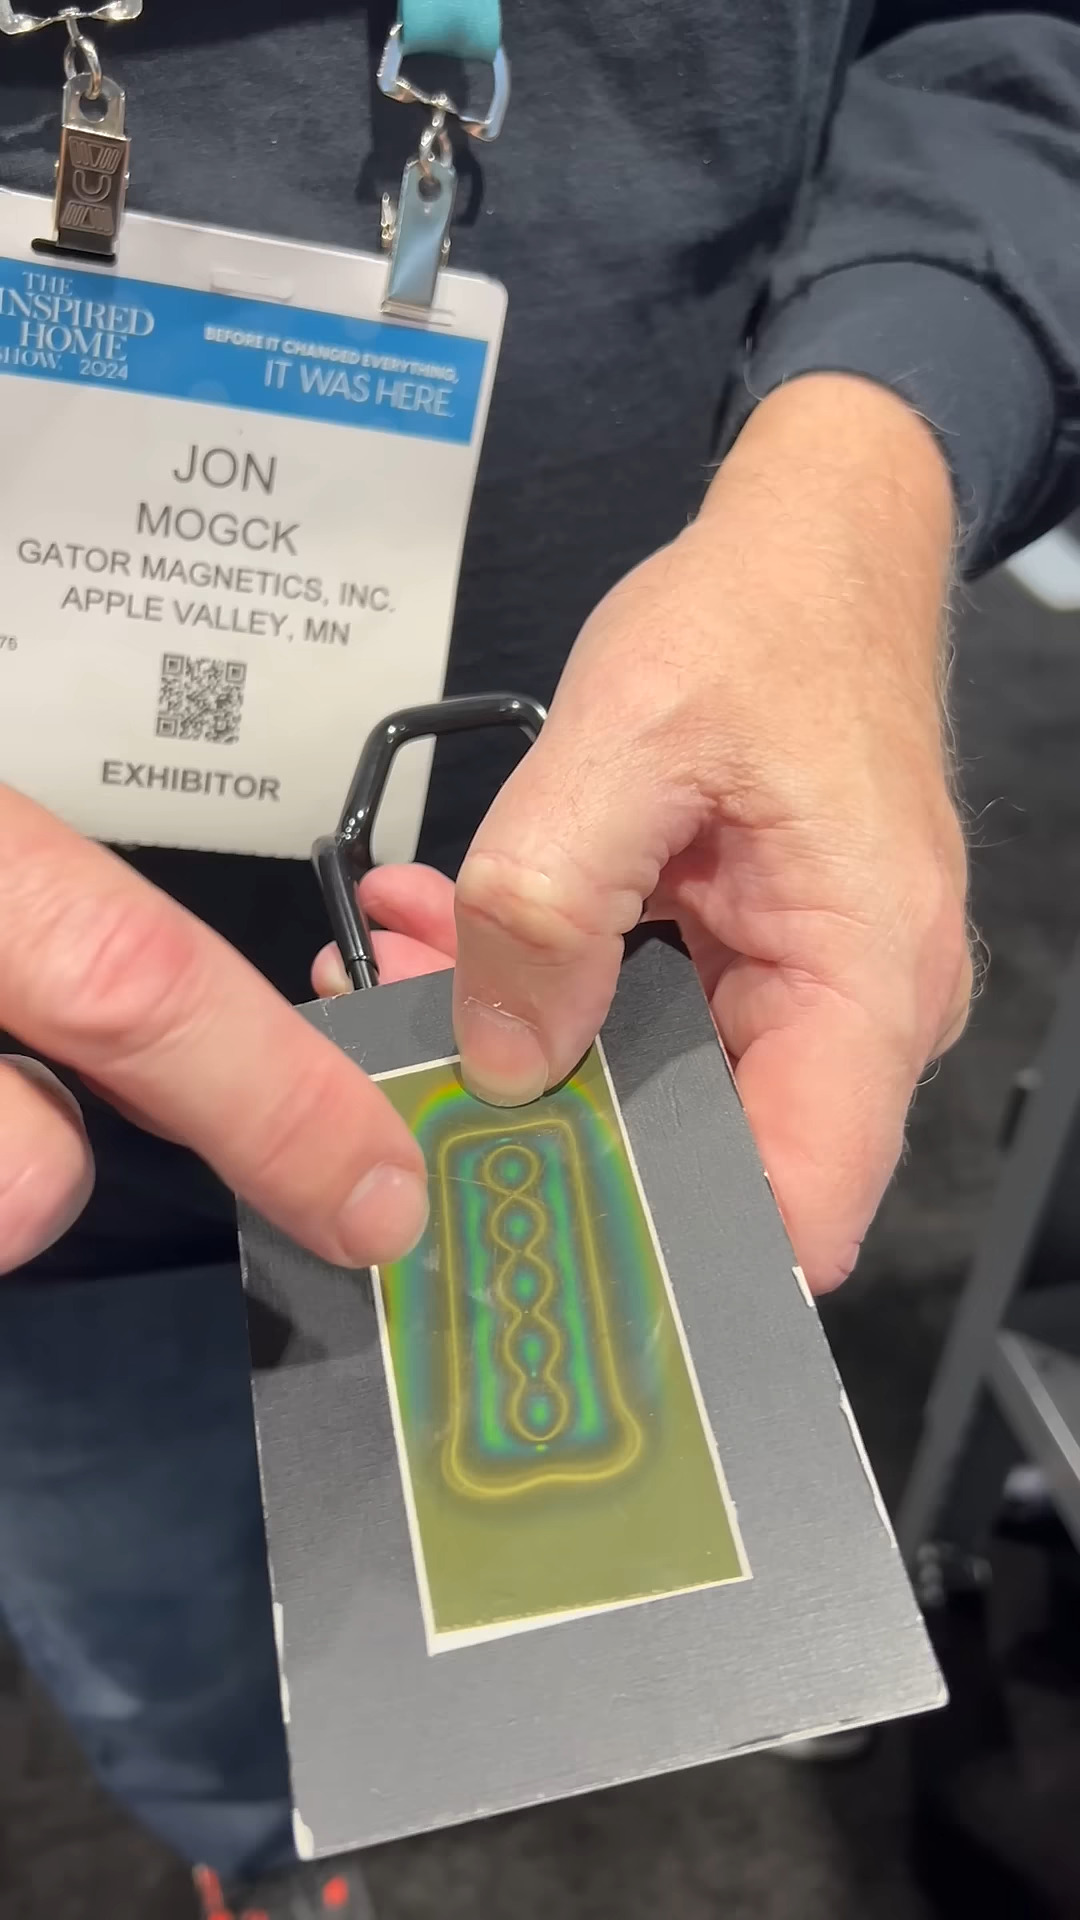 THE
INSPIRED
HOME
SHOW. 2024
BEFORE IT CHANGED EVERYTHING,
IT WAS HERE.
JON
MOGCK
GATOR MAGNETICS, INC.
APPLE VALLEY, MN
EXHIBITOR